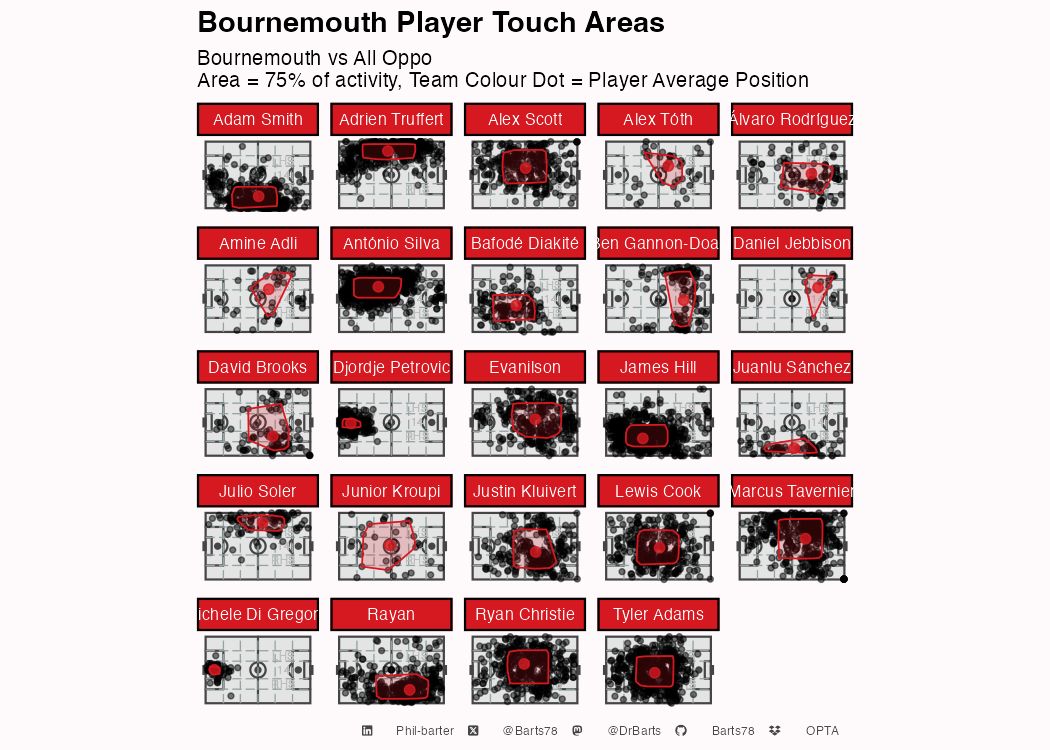 Bournemouth Player Touch Areas
Bournemouth vs All Oppo
Area = 75% of activity, Team Colour Dot = Player Average Position
Adam Smith
Adrien Truffert
Alex Scott
Alex Tóth
Álvaro Rodríguez
Amine Adli
António Silva
Bafodé Diakité
Ben Gannon-Doa
Daniel Jebbison
David Brooks
Djordje Petrovic
Evanilson
James Hill
Juanlu Sánchez
Julio Soler
Junior Kroupi
Justin Kluivert
Lewis Cook
Marcus Tavernier
ichele Di Gregor
Rayan
Ryan Christie
Tyler Adams
Phil-barter @Barts78 @DrBarts Barts78 OPTA